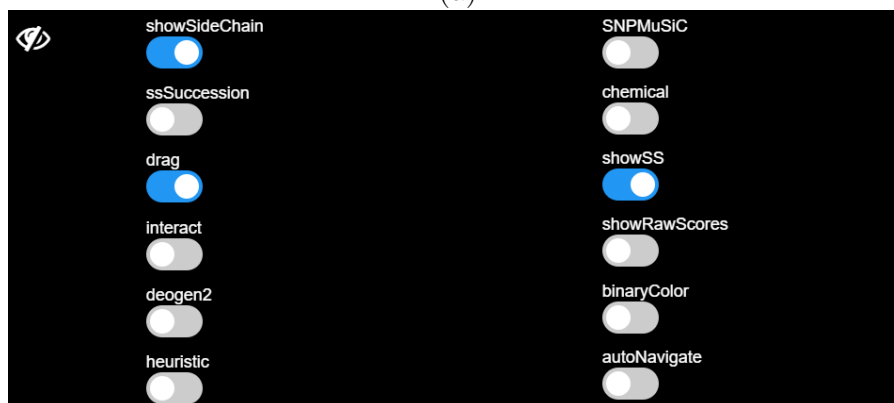 showSideChain SNPMuSiC
ssSuccession chemical
drag showSS
interact showRawScores
deogen2 binaryColor
heuristic autoNavigate